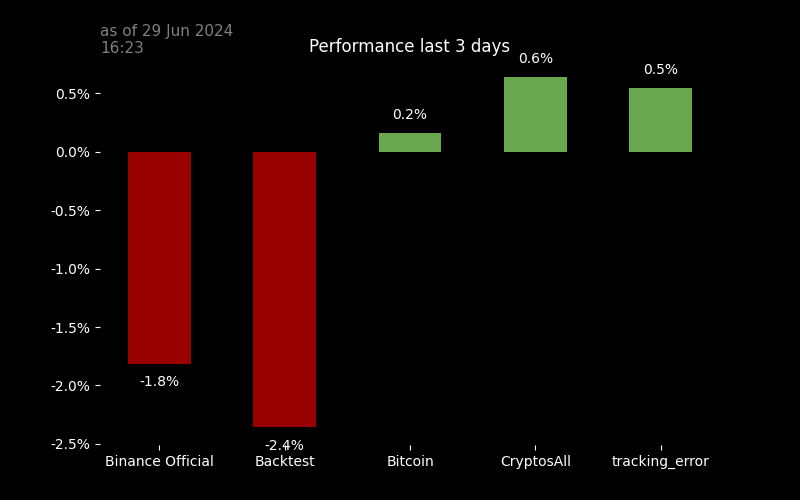 as of 29 Jun 2024
16:23
Performance last 3 days
0.6%
0.5%
0.2%
0.5%
0.0%
-0.5%
-1.0%
-1.5%
-2.0%
-2.5%
-1.8%
-2.4%
Binance Official
Backtest
Bitcoin
CryptosAll
tracking_error